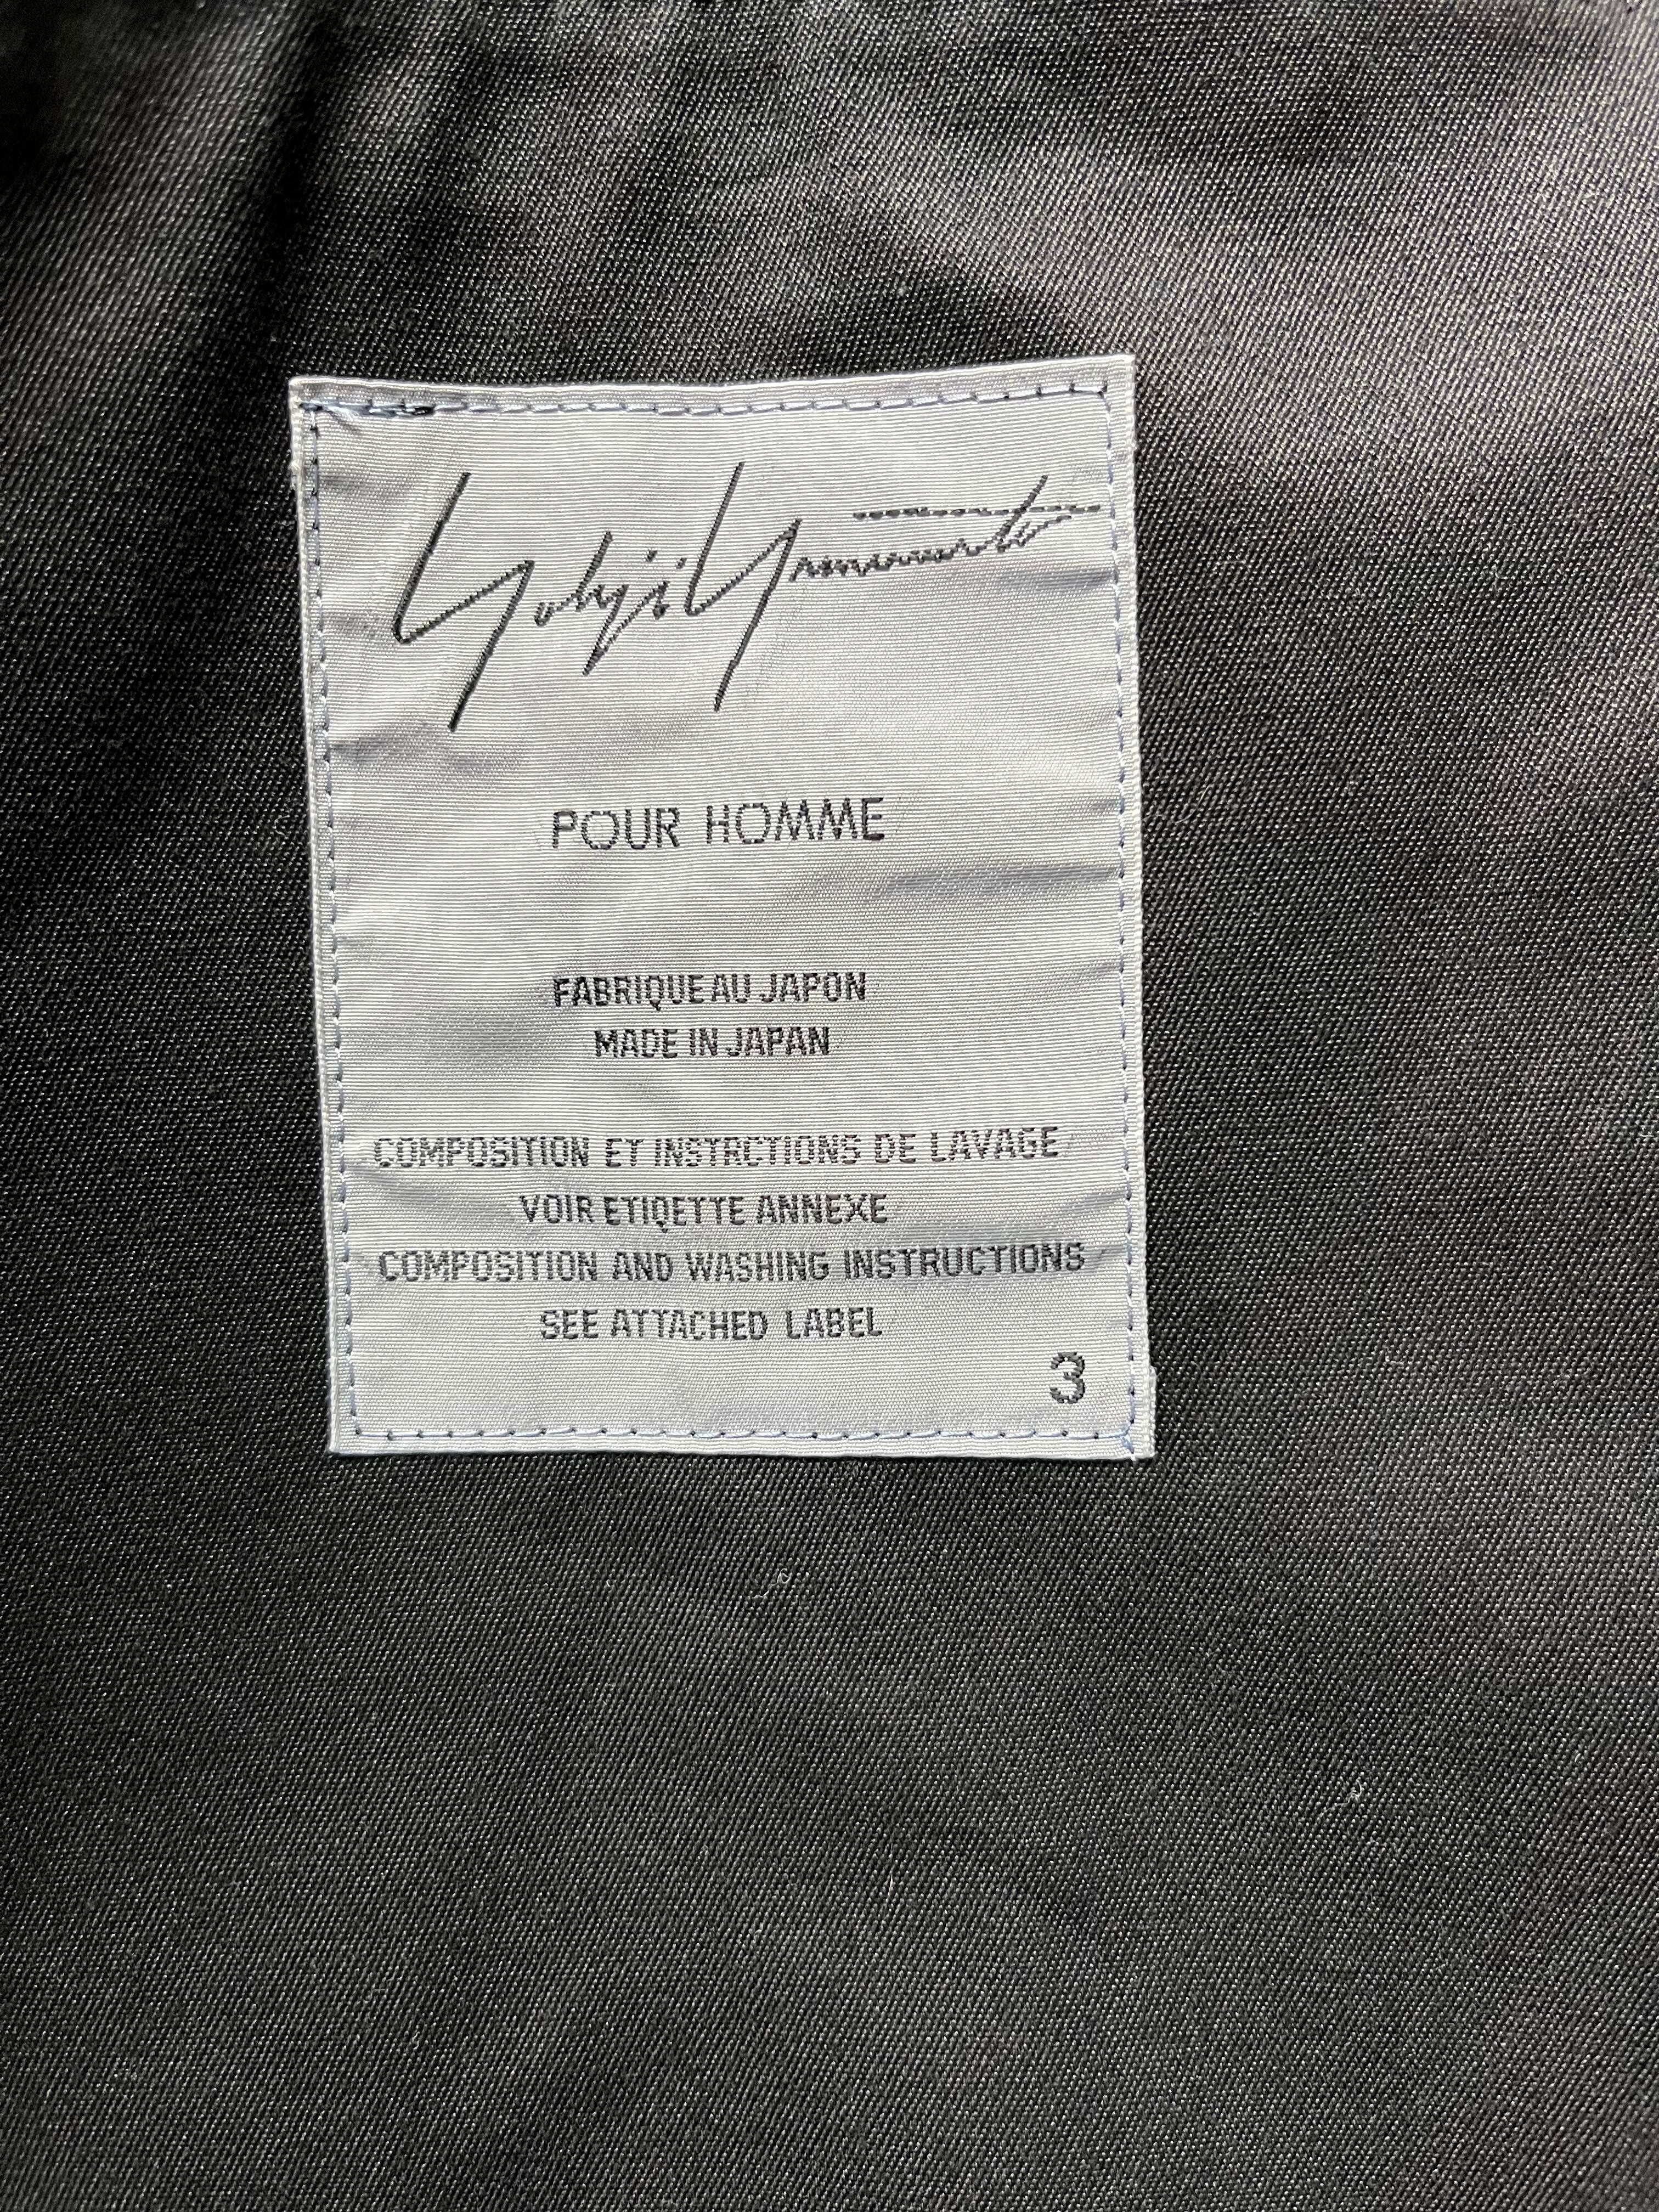 Yohji Yamamoto
POUR HOMME
FABRIQUE AU JAPON
MADE IN JAPAN
COMPOSITION ET INSTRCTIONS DE LAVAGE
VOIR ETIQETTE ANNEXE
COMPOSITION AND WASHING INSTRUCTIONS
SEE ATTACHED LABEL
3